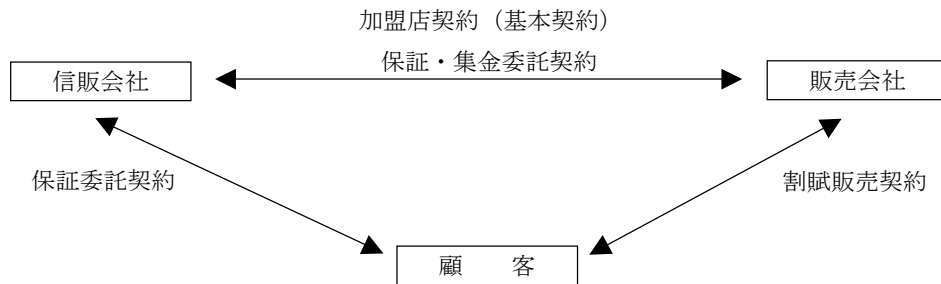 加盟店契約（基本契約）
保証・集金委託契約
信販会社
販売会社
保証委託契約
割賦販売契約
顧　　客